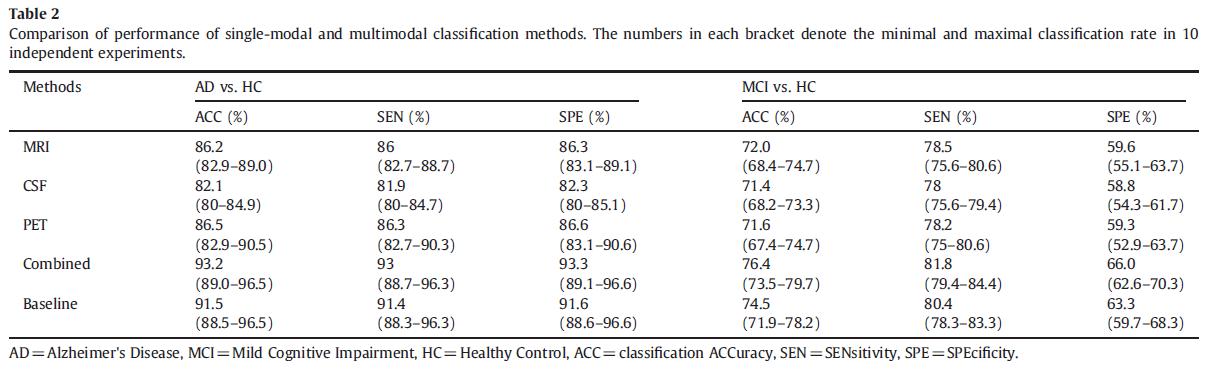 Table 2
Comparison of performance of single-modal and multimodal classification methods. The numbers in each bracket denote the minimal and maximal classification rate in 10
independent experiments.
Methods AD vs. HC MCI vs. HC
ACC (%) SEN (%) SPE (%) ACC (%) SEN (%) SPE (%)
MRI 86.2 86 86.3 72.0 78.5 59.6
(82.9–89.0) (82.7–88.7) (83.1–89.1) (68.4–74.7) (75.6–80.6) (55.1–63.7)
CSF 82.1 81.9 82.3 71.4 78 58.8
(80–84.9) (80–84.7) (80–85.1) (68.2–73.3) (75.6–79.4) (54.3–61.7)
PET 86.5 86.3 86.6 71.6 78.2 59.3
(82.9–90.5) (82.7–90.3) (83.1–90.6) (67.4–74.7) (75–80.6) (52.9–63.7)
Combined 93.2 93 93.3 76.4 81.8 66.0
(89.0–96.5) (88.7–96.3) (89.1–96.6) (73.5–79.7) (79.4–84.4) (62.6–70.3)
Baseline 91.5 91.4 91.6 74.5 80.4 63.3
(88.5–96.5) (88.3–96.3) (88.6–96.6) (71.9–78.2) (78.3–83.3) (59.7–68.3)
AD=Alzheimer's Disease, MCI=Mild Cognitive Impairment, HC=Healthy Control, ACC=classification ACCuracy, SEN=SENsitivity, SPE=SPEcificity.